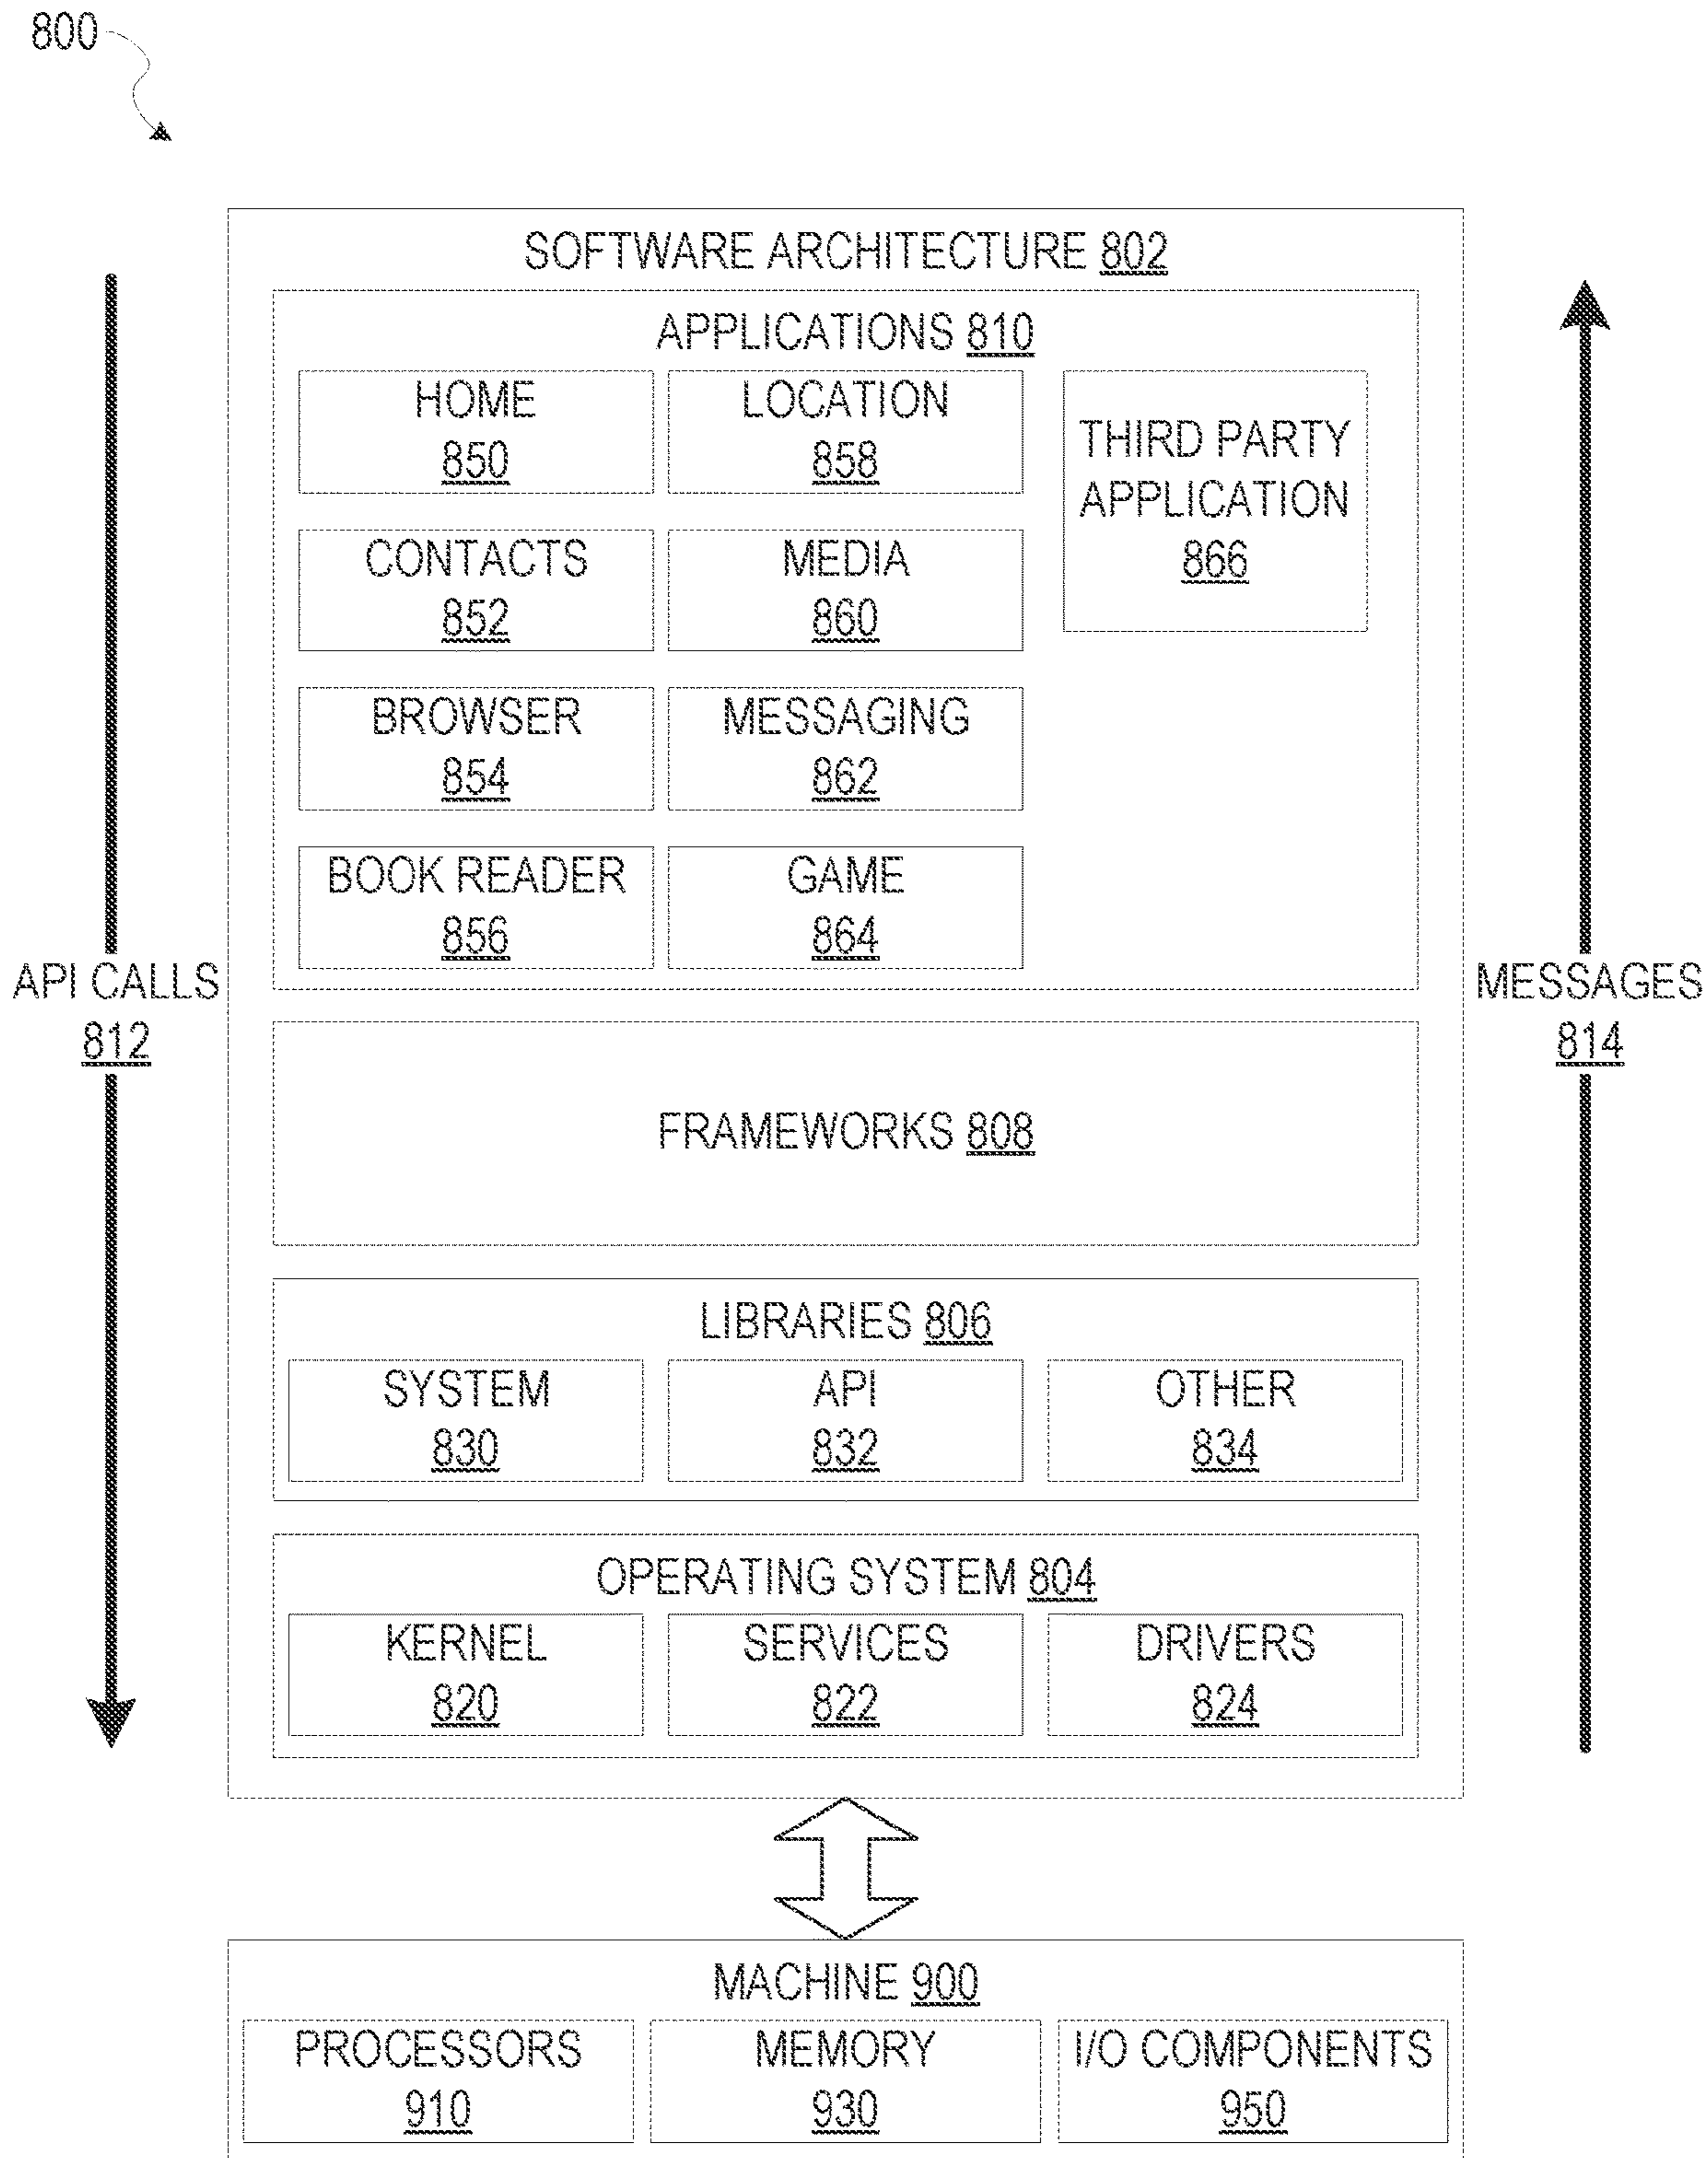 800
SOFTWARE ARCHITECTURE 802
APPLICATIONS 810
HOME
850
LOCATION
858
THIRD PARTY
APPLICATION
866
CONTACTS
852
MEDIA
860
BROWSER
854
MESSAGING
862
BOOK READER
856
GAME
864
API CALLS
812
MESSAGES
814
FRAMEWORKS 808
LIBRARIES 806
SYSTEM
830
API
832
OTHER
834
OPERATING SYSTEM 804
KERNEL
820
SERVICES
822
DRIVERS
824
MACHINE 900
PROCESSORS
910
MEMORY
930
I/O COMPONENTS
950